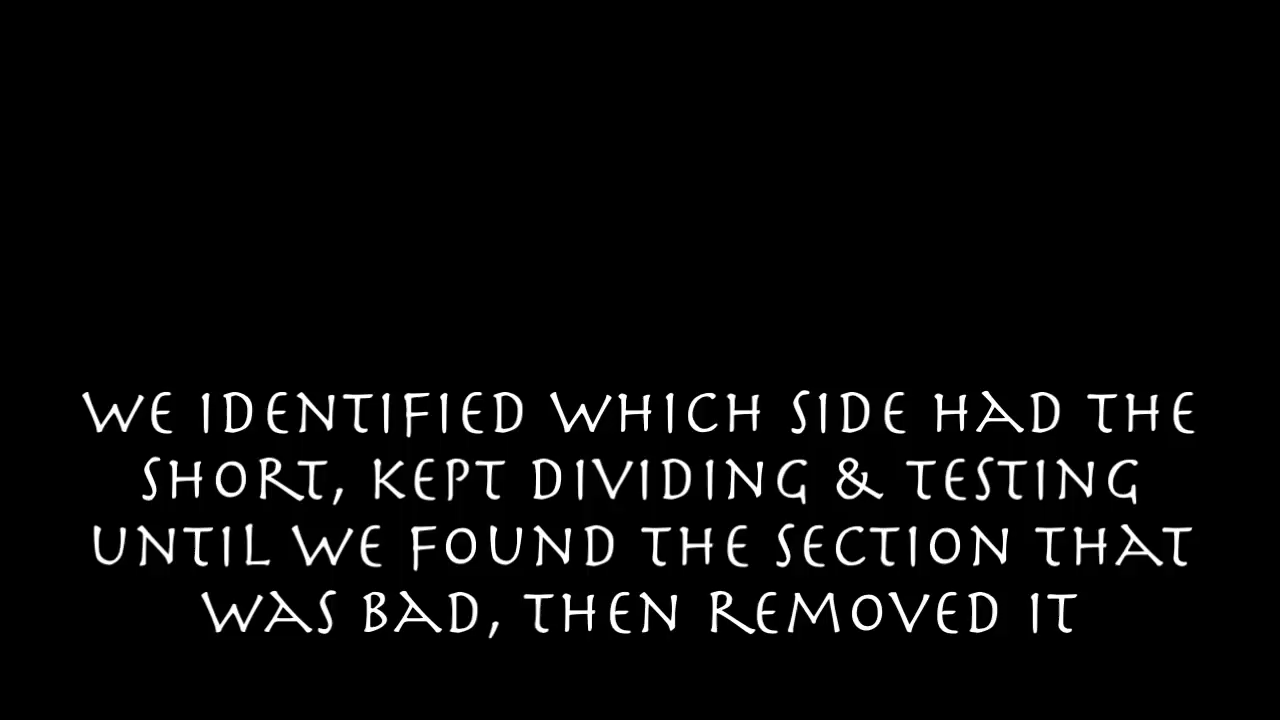 WE IDENTIFIED WHICH SIDE HAD THE
SHORT, KEPT DIVIDING & TESTING
UNTIL WE FOUND THE SECTION THAT
WAS BAD, THEN REMOVED IT